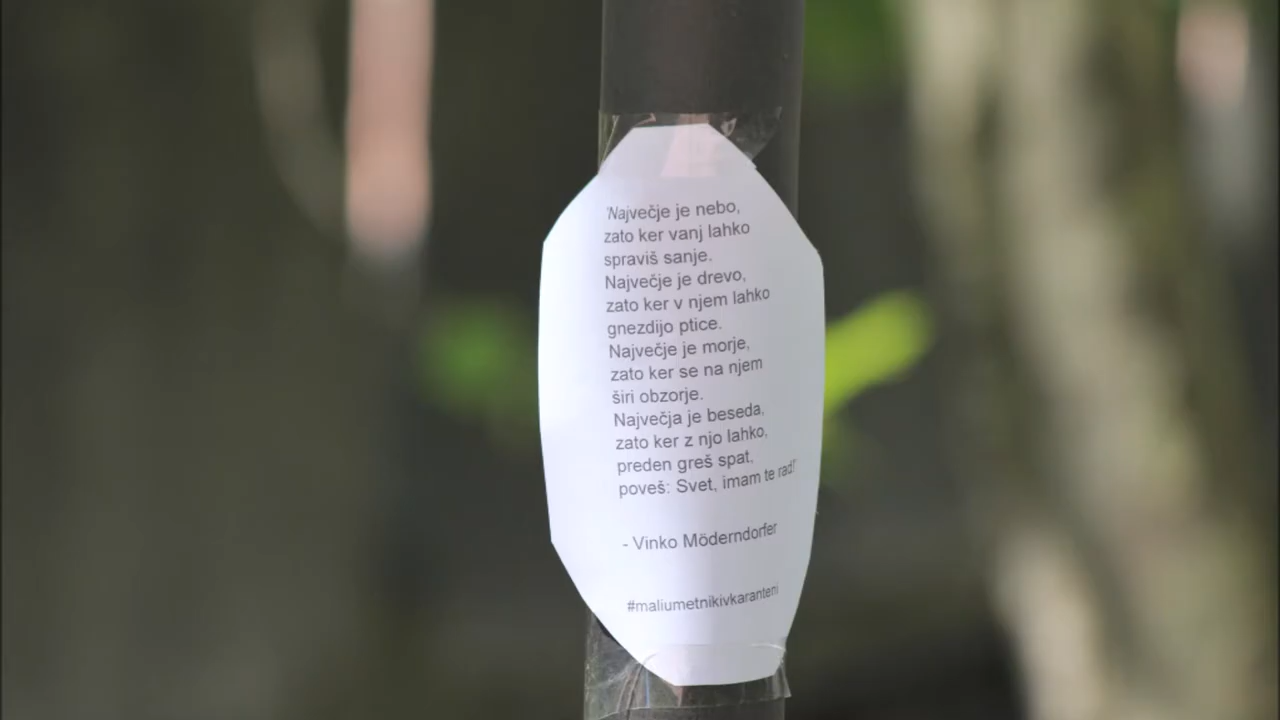 'Največje je nebo,
zato ker vanj lahko
spraviš sanje.
Največje je drevo,
zato ker v njem lahko
gnezdijo ptice.
Največje je morje,
zato ker se na njem
širi obzorje.
Največja je beseda,
zato ker z njo lahko,
preden greš spat,
poveš: Svet, imam te rad!'
- Vinko Möderndorfer
#maliumetnikivkaranteni